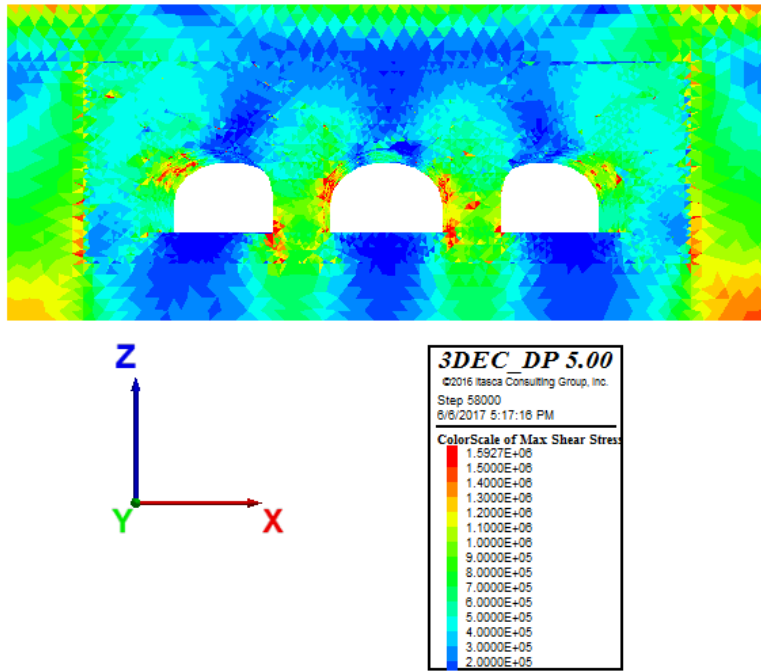 Z
Y
X
3DEC_DP 5.00
©2016 Itasca Consulting Group, Inc.
Step 58000
6/6/2017 5:17:16 PM
ColorScale of Max Shear Stress
1.5927E+06
1.5000E+06
1.4000E+06
1.3000E+06
1.2000E+06
1.1000E+06
1.0000E+06
9.0000E+05
8.0000E+05
7.0000E+05
6.0000E+05
5.0000E+05
4.0000E+05
3.0000E+05
2.0000E+05